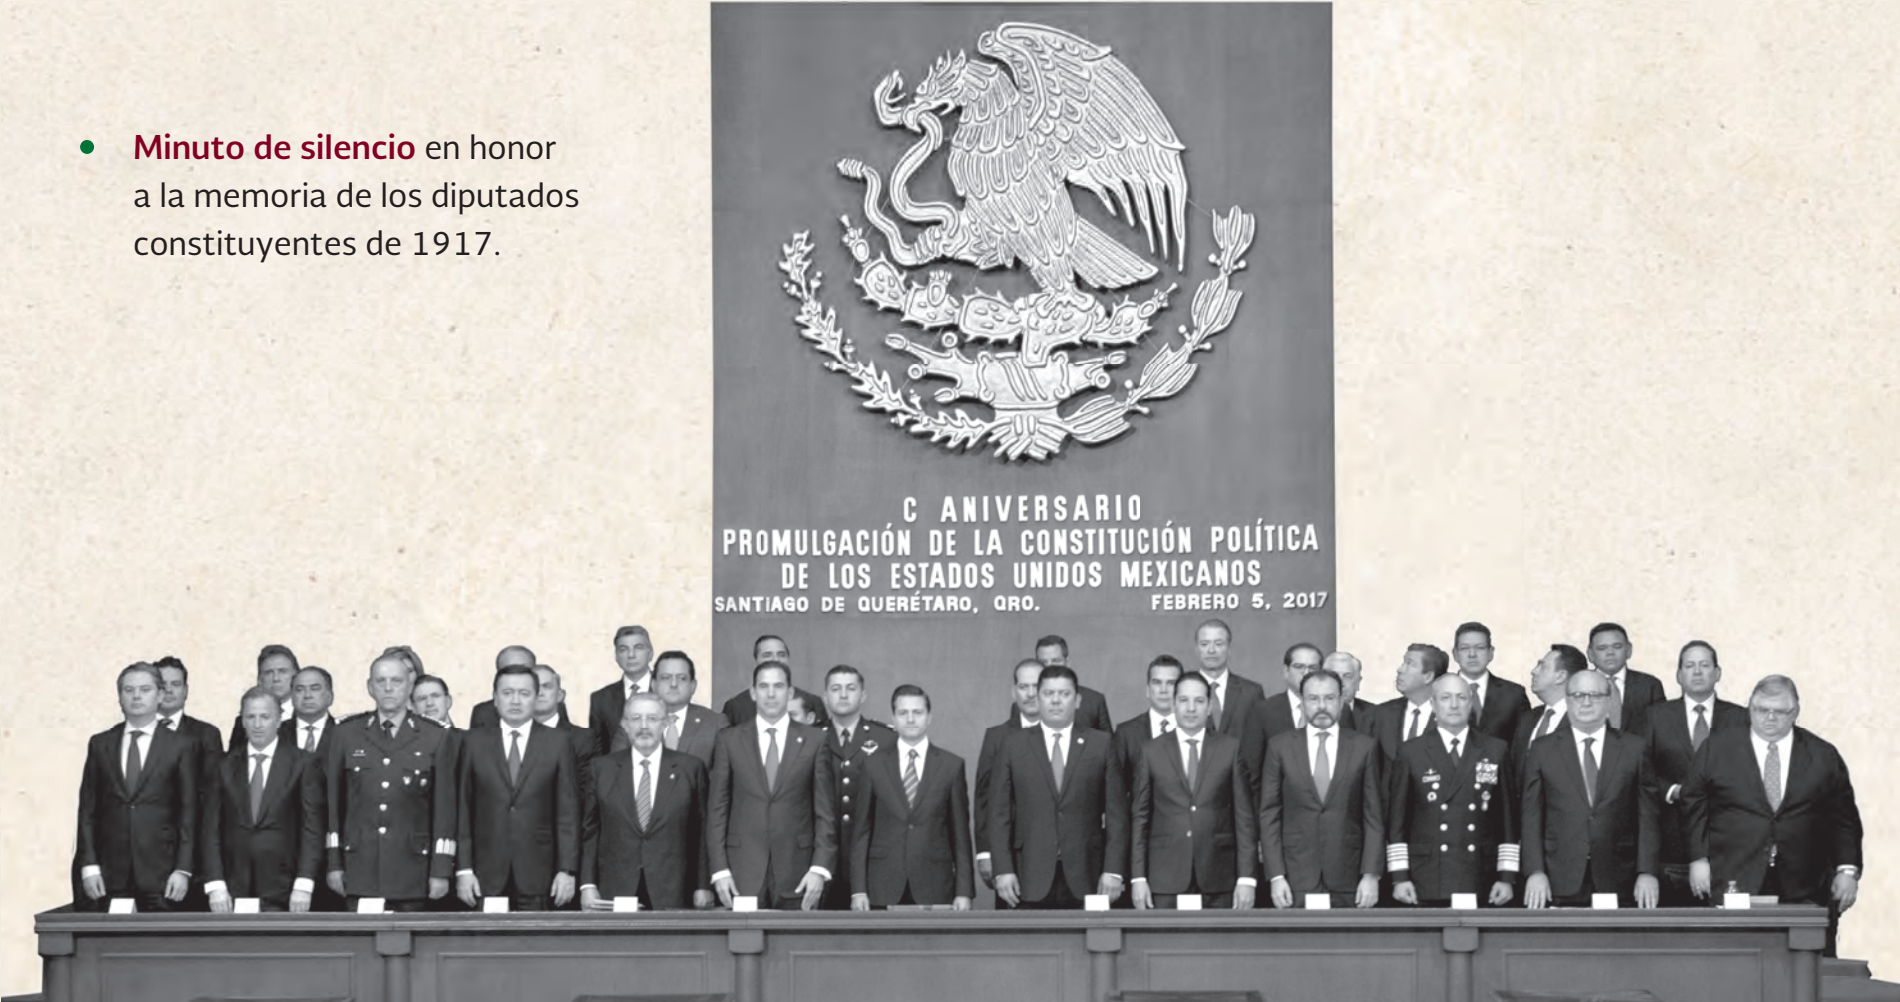 Minuto de silencio en honor
a la memoria de los diputados
constituyentes de 1917.
C ANIVERSARIO
PROMULGACIÓN DE LA CONSTITUCIÓN POLÍTICA
DE LOS ESTADOS UNIDOS MEXICANOS
SANTIAGO DE QUERÉTARO, QRO. FEBRERO 5, 2017